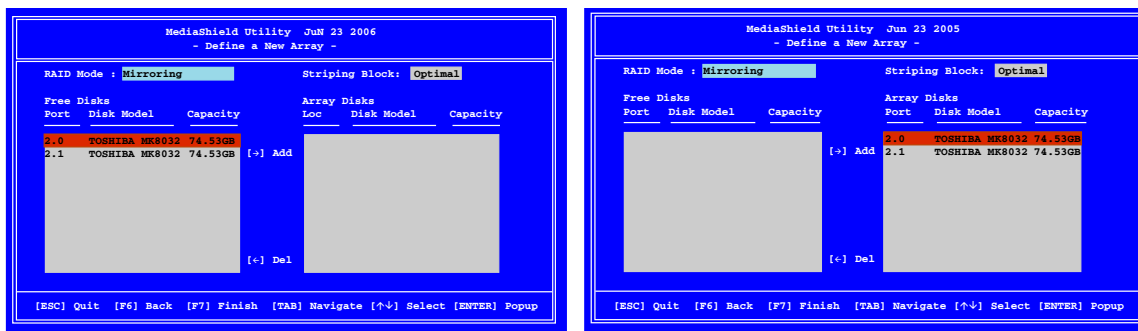 MediaShield Utility JuN 23 2006
- Define a New Array -
RAID Mode : Mirroring Striping Block: Optimal
Free Disks Array Disks
Port Disk Model Capacity Loc Disk Model Capacity
2.0 TOSHIBA MK8032 74.53GB
2.1 TOSHIBA MK8032 74.53GB [→] Add
[←] Del
[ESC] Quit [F6] Back [F7] Finish [TAB] Navigate [↑↓] Select [ENTER] Popup
MediaShield Utility Jun 23 2005
- Define a New Array -
RAID Mode : Mirroring Striping Block: Optimal
Free Disks Array Disks
Port Disk Model Capacity Port Disk Model Capacity
2.0 TOSHIBA MK8032 74.53GB
[→] Add 2.1 TOSHIBA MK8032 74.53GB
[←] Del
[ESC] Quit [F6] Back [F7] Finish [TAB] Navigate [↑↓] Select [ENTER] Popup